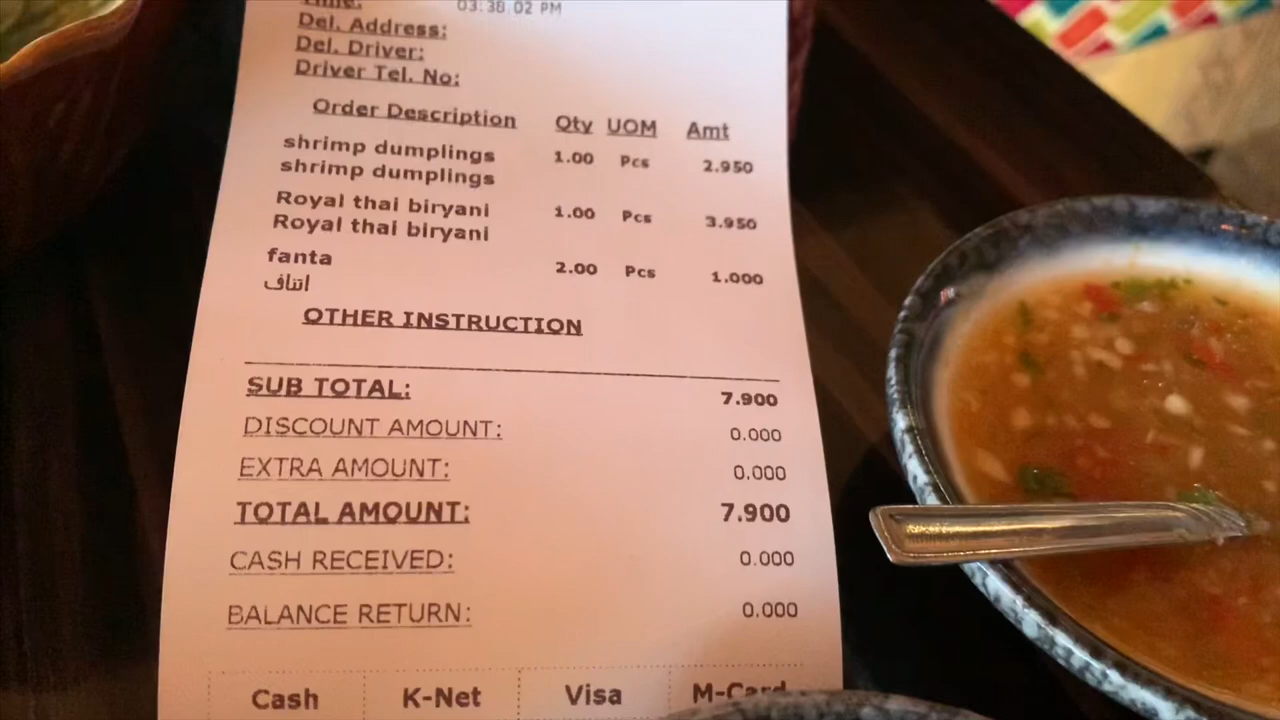 Time: 03:38:02 PM
Del. Address:
Del. Driver:
Driver Tel. No:
Order Description Qty UOM Amt
shrimp dumplings 1.00 Pcs 2.950
shrimp dumplings
Royal thai biryani 1.00 Pcs 3.950
Royal thai biryani
fanta 2.00 Pcs 1.000
اتناف
OTHER INSTRUCTION
SUB TOTAL: 7.900
DISCOUNT AMOUNT: 0.000
EXTRA AMOUNT: 0.000
TOTAL AMOUNT: 7.900
CASH RECEIVED: 0.000
BALANCE RETURN: 0.000
Cash K-Net Visa M-Card